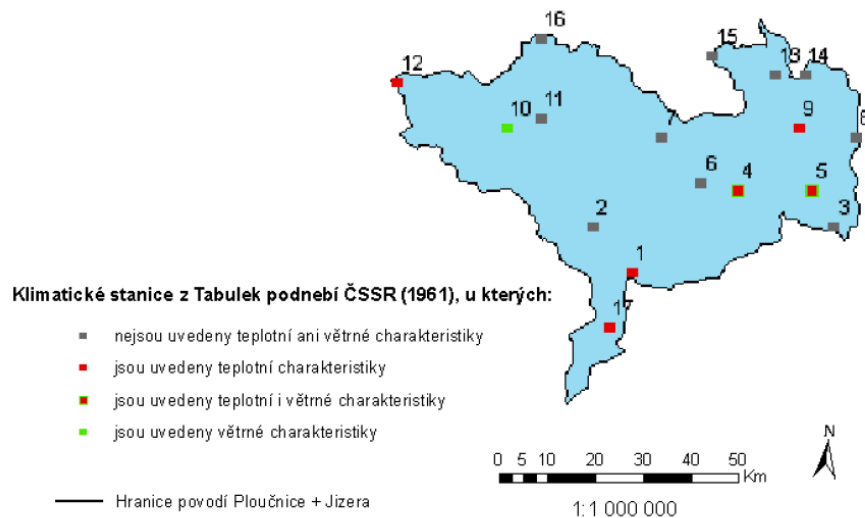 16
15
13 14
12
10 11
7
9
8
6
4
5
2
3
1
17
Klimatické stanice z Tabulek podnebí ČSSR (1961), u kterých:
nejsou uvedeny teplotní ani větrné charakteristiky
jsou uvedeny teplotní charakteristiky
jsou uvedeny teplotní i větrné charakteristiky
jsou uvedeny větrné charakteristiky
Hranice povodí Ploučnice + Jizera
N
0 5 10 20 30 40 50
Km
1:1 000 000